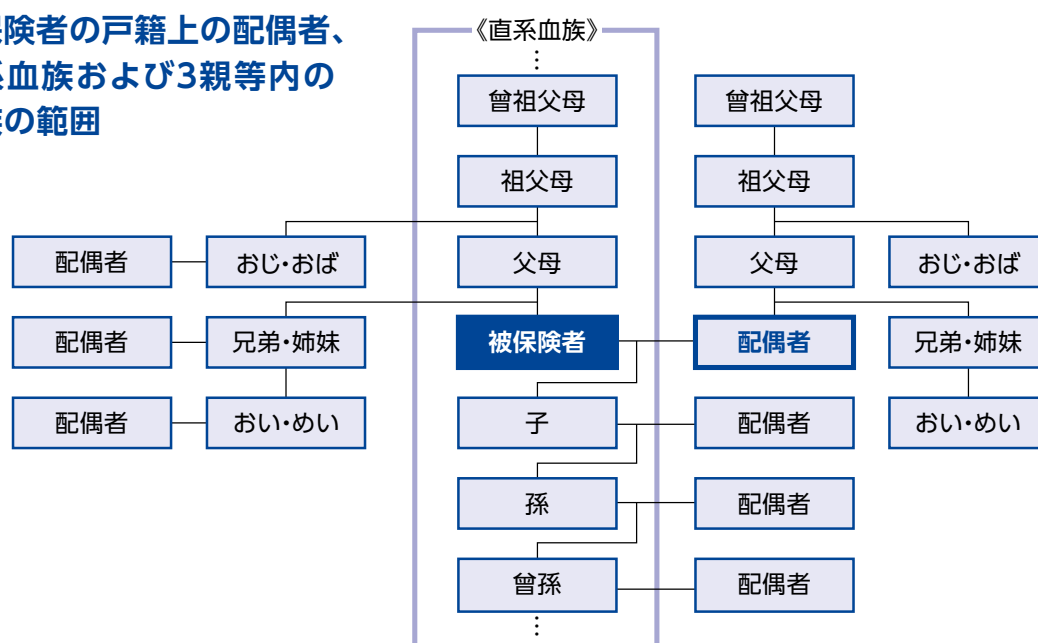 険者の戸籍上の配偶者、
血族および3親等内の
の範囲
《直系血族》
⋮
曾祖父母 曾祖父母
祖父母 祖父母
配偶者 おじ・おば 父母 父母 おじ・おば
配偶者 兄弟・姉妹 被保険者 配偶者 兄弟・姉妹
配偶者 おい・めい 子 配偶者 おい・めい
孫 配偶者
曾孫 配偶者
⋮